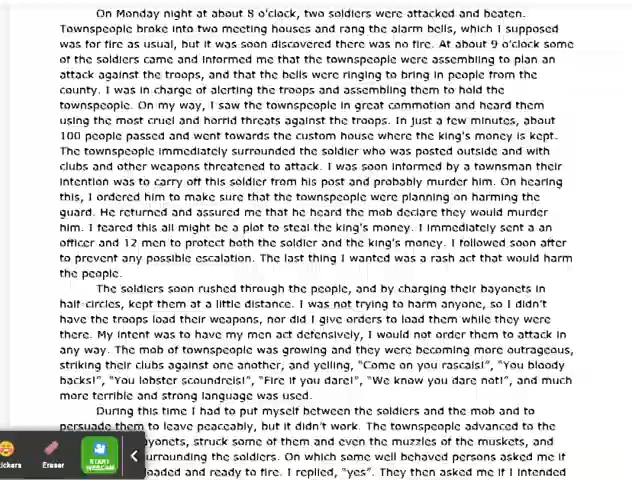 On Monday night at about 8 o'clock, two soldiers were attacked and beaten.
Townspeople broke into two meeting houses and rang the alarm bells, which I supposed
was for fire as usual, but it was soon discovered there was no fire. At about 9 o'clock some
of the soldiers came and informed me that the townspeople were assembling to plan an
attack against the troops, and that the bells were ringing to bring in people from the
county. I was in charge of alerting the troops and assembling them to hold the
townspeople. On my way, I saw the townspeople in great commotion and heard them
using the most cruel and horrid threats against the troops. In just a few minutes, about
100 people passed and went towards the custom house where the king's money is kept.
The townspeople immediately surrounded the soldier who was posted outside and with
clubs and other weapons threatened to attack. I was soon informed by a townsman their
intention was to carry off this soldier from his post and probably murder him. On hearing
this, I ordered him to make sure that the townspeople were planning on harming the
guard. He returned and assured me that he heard the mob declare they would murder
him. I feared this all might be a plot to steal the king's money. I immediately sent a an
officer and 12 men to protect both the soldier and the king's money. I followed soon after
to prevent any possible escalation. The last thing I wanted was a rash act that would harm
the people.
The soldiers soon rushed through the people, and by charging their bayonets in
half-circles, kept them at a little distance. I was not trying to harm anyone, so I didn't
have the troops load their weapons, nor did I give orders to load them while they were
there. My intent was to have my men act defensively, I would not order them to attack in
any way. The mob of townspeople was growing and they were becoming more outrageous,
striking their clubs against one another, and yelling, "Come on you rascals!", "You bloody
backs!", "You lobster scoundrels!", "Fire if you dare!", "We know you dare not!", and much
more terrible and strong language was used.
During this time I had to put myself between the soldiers and the mob and to
persuade them to leave peaceably, but it didn't work. The townspeople advanced to the
ayonets, struck some of them and even the muzzles of the muskets, and
urrounding the soldiers. On which some well behaved persons asked me if
oaded and ready to fire. I replied, "yes". They then asked me if I intended
ickers Eraser START WEBCAM